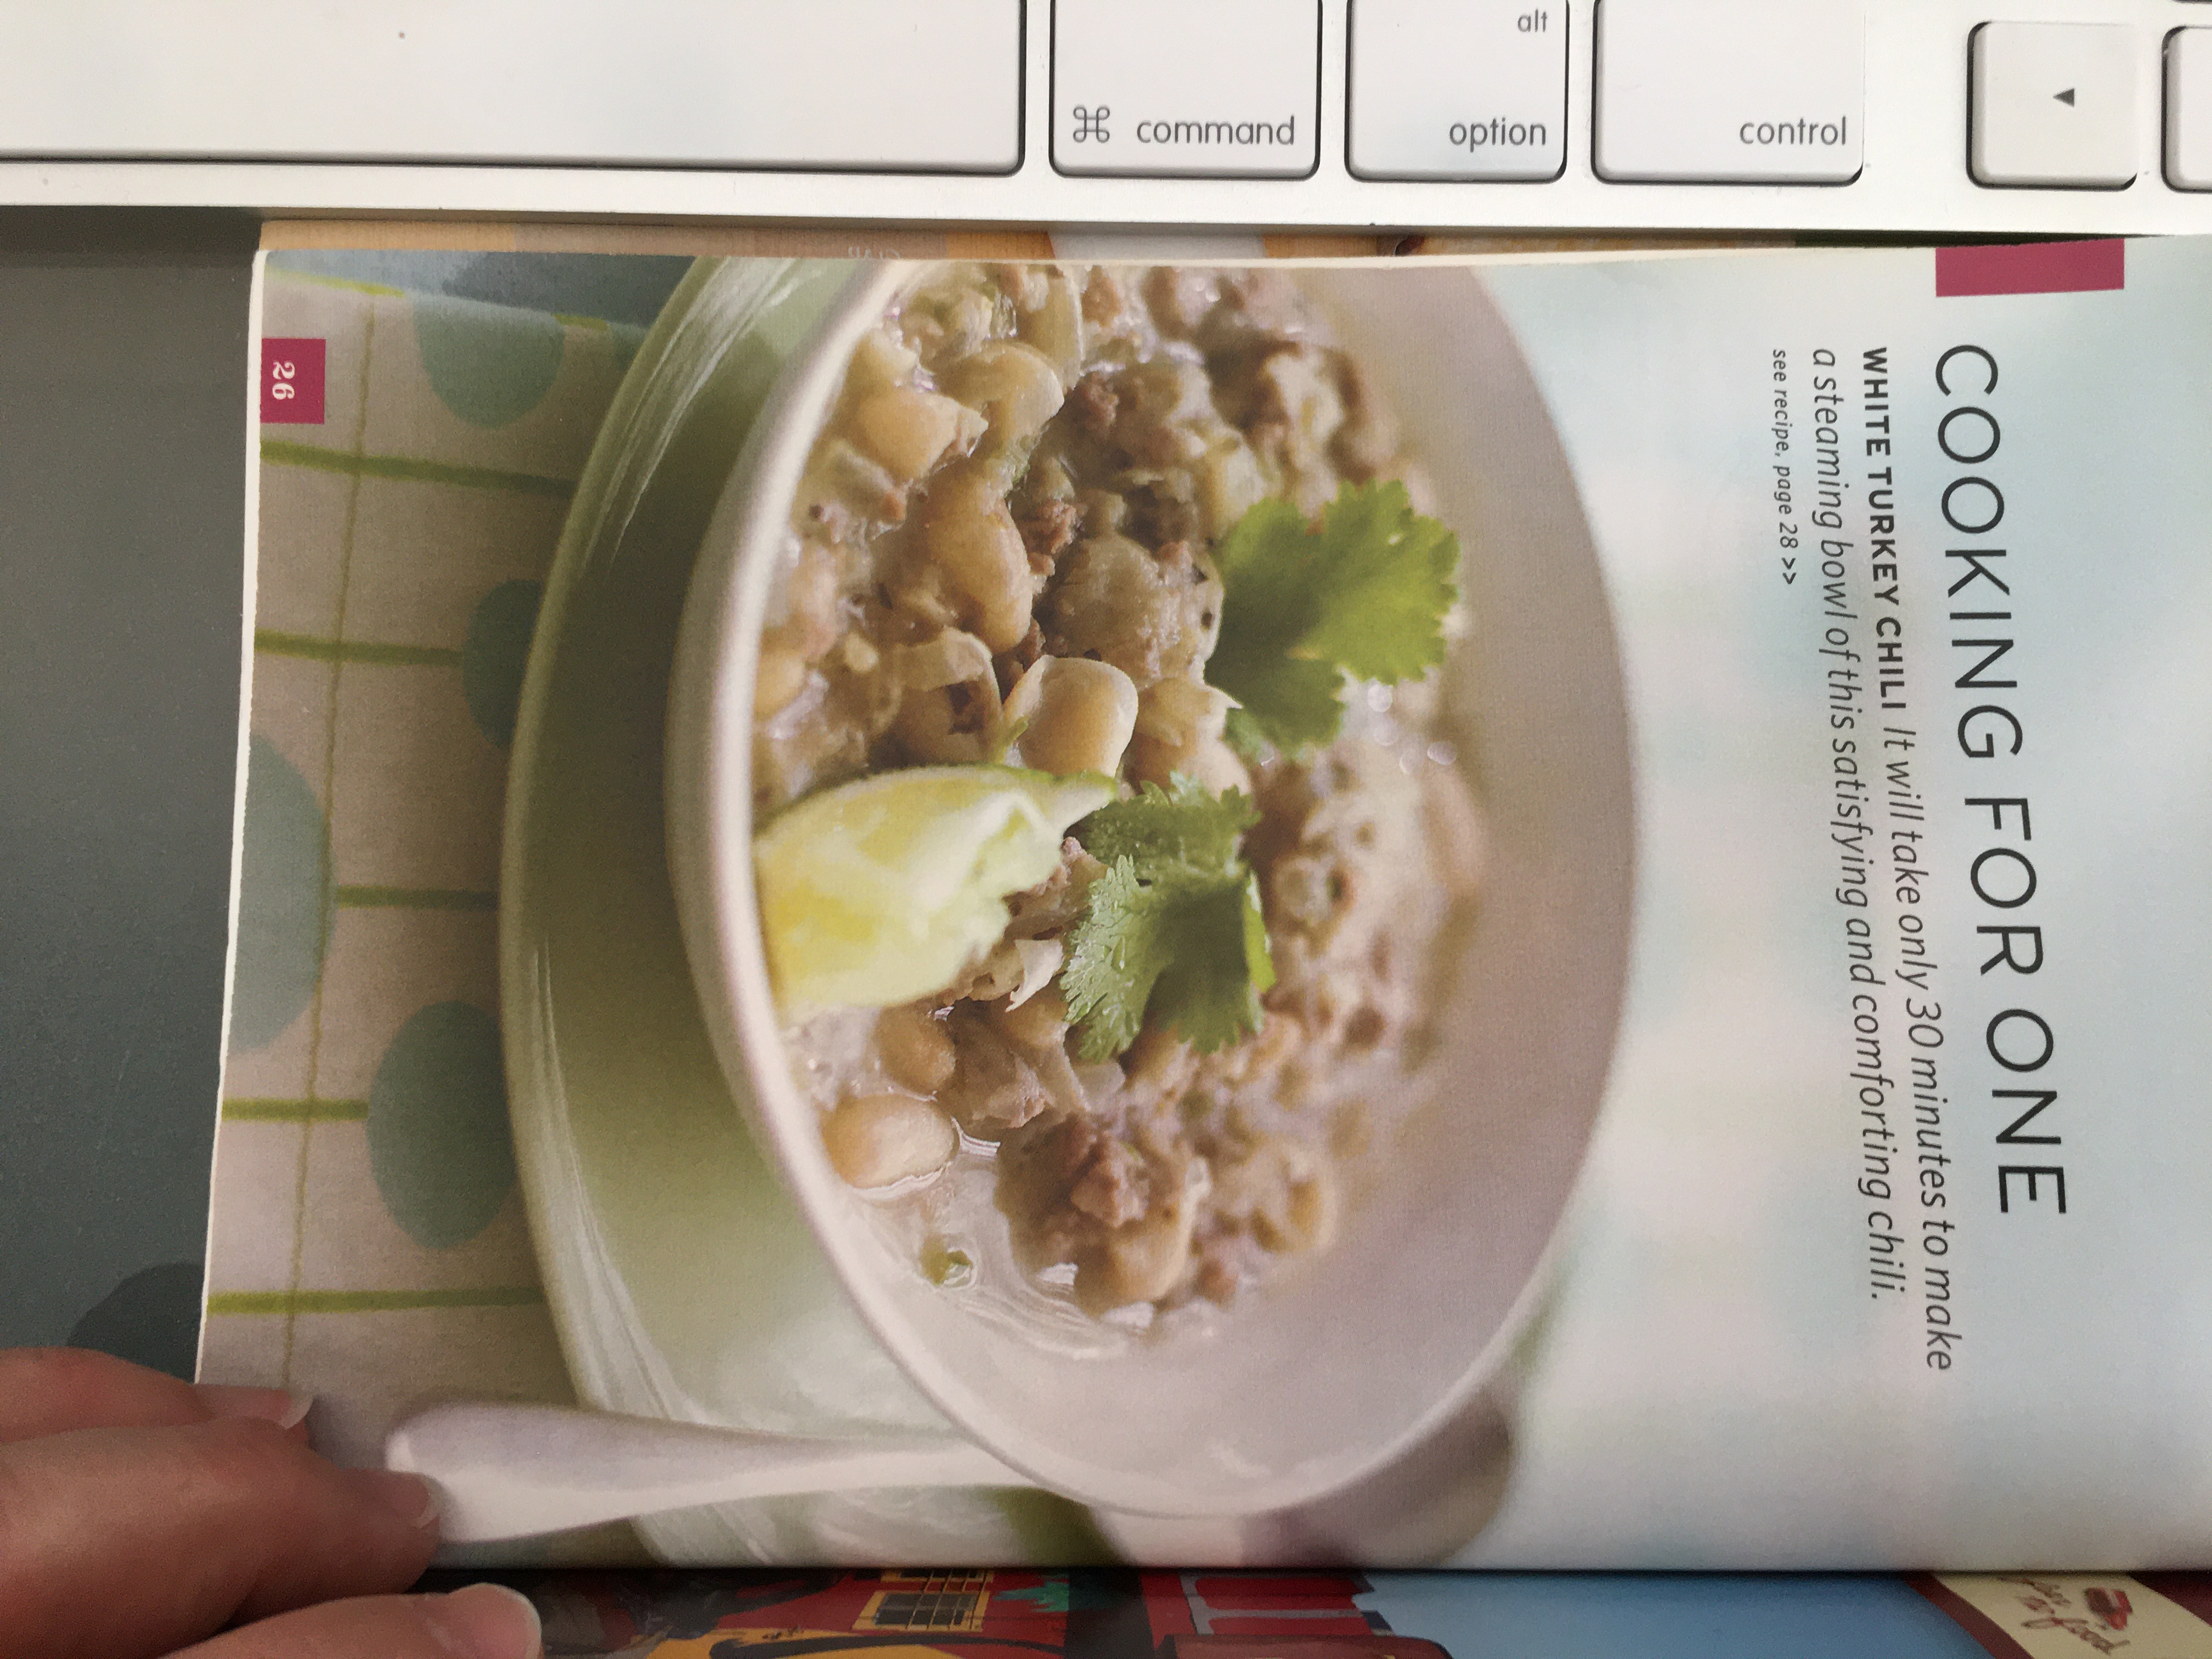 COOKING FOR ONE
WHITE TURKEY CHILI It will take only 30 minutes to make
a steaming bowl of this satisfying and comforting chili.
see recipe, page 28 >>
26
control
alt
option
⌘ command
food